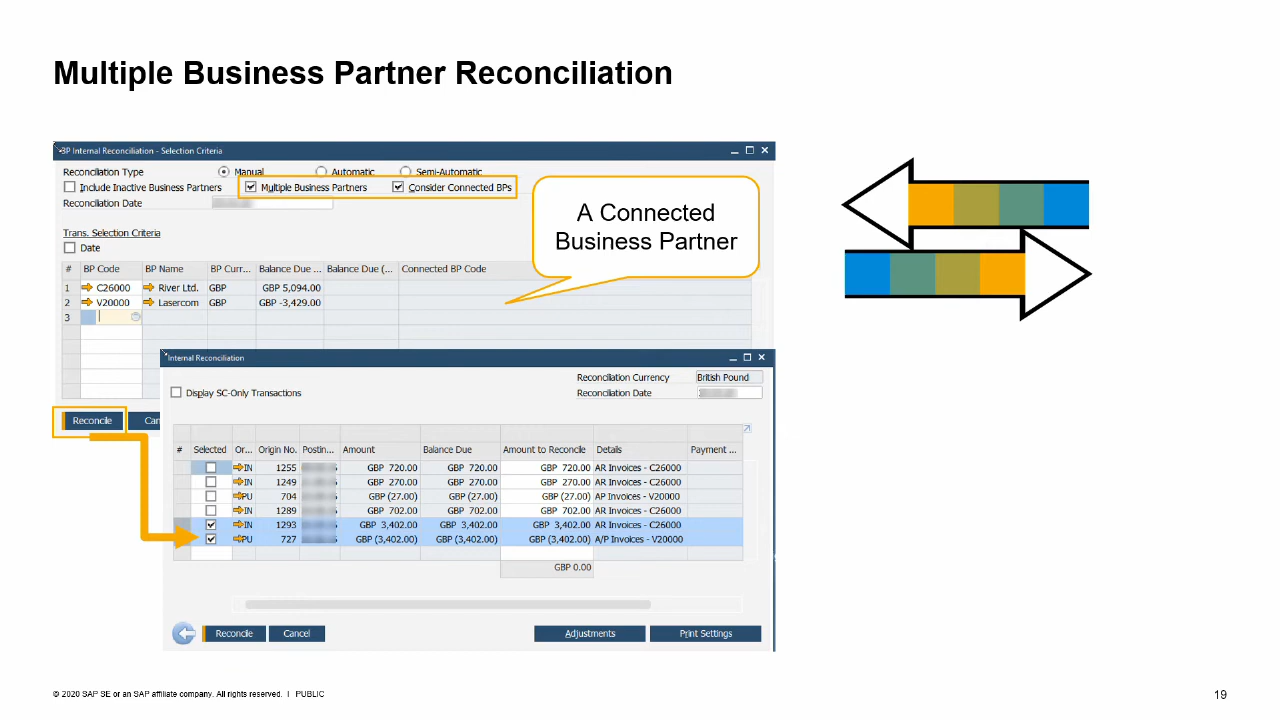 Multiple Business Partner Reconciliation
BP Internal Reconciliation - Selection Criteria
Reconciliation Type Manual Automatic Semi-Automatic
Include Inactive Business Partners Multiple Business Partners Consider Connected BPs
Reconciliation Date
A Connected
Business Partner
Trans. Selection Criteria
Date
# BP Code BP Name BP Curr... Balance Due ... Balance Due (... Connected BP Code
1 C26000 River Ltd. GBP GBP 5,094.00
2 V20000 Lasercom GBP GBP -3,429.00
3
Reconcile Can
Internal Reconciliation
Reconciliation Currency British Pound
Display SC-Only Transactions Reconciliation Date
# Selected Or... Origin No. Postin... Amount Balance Due Amount to Reconcile Details Payment ...
IN 1255 GBP 720.00 GBP 720.00 GBP 720.00 AR Invoices - C26000
IN 1249 GBP 270.00 GBP 270.00 GBP 270.00 AR Invoices - C26000
PU 704 GBP (27.00) GBP (27.00) GBP (27.00) AP Invoices - V20000
IN 1289 GBP 702.00 GBP 702.00 GBP 702.00 AR Invoices - C26000
IN 1293 GBP 3,402.00 GBP 3,402.00 GBP 3,402.00 AR Invoices - C26000
PU 727 GBP (3,402.00) GBP (3,402.00) GBP (3,402.00) A/P Invoices - V20000
GBP 0.00
Reconcile Cancel Adjustments Print Settings
© 2020 SAP SE or an SAP affiliate company. All rights reserved. I PUBLIC 19